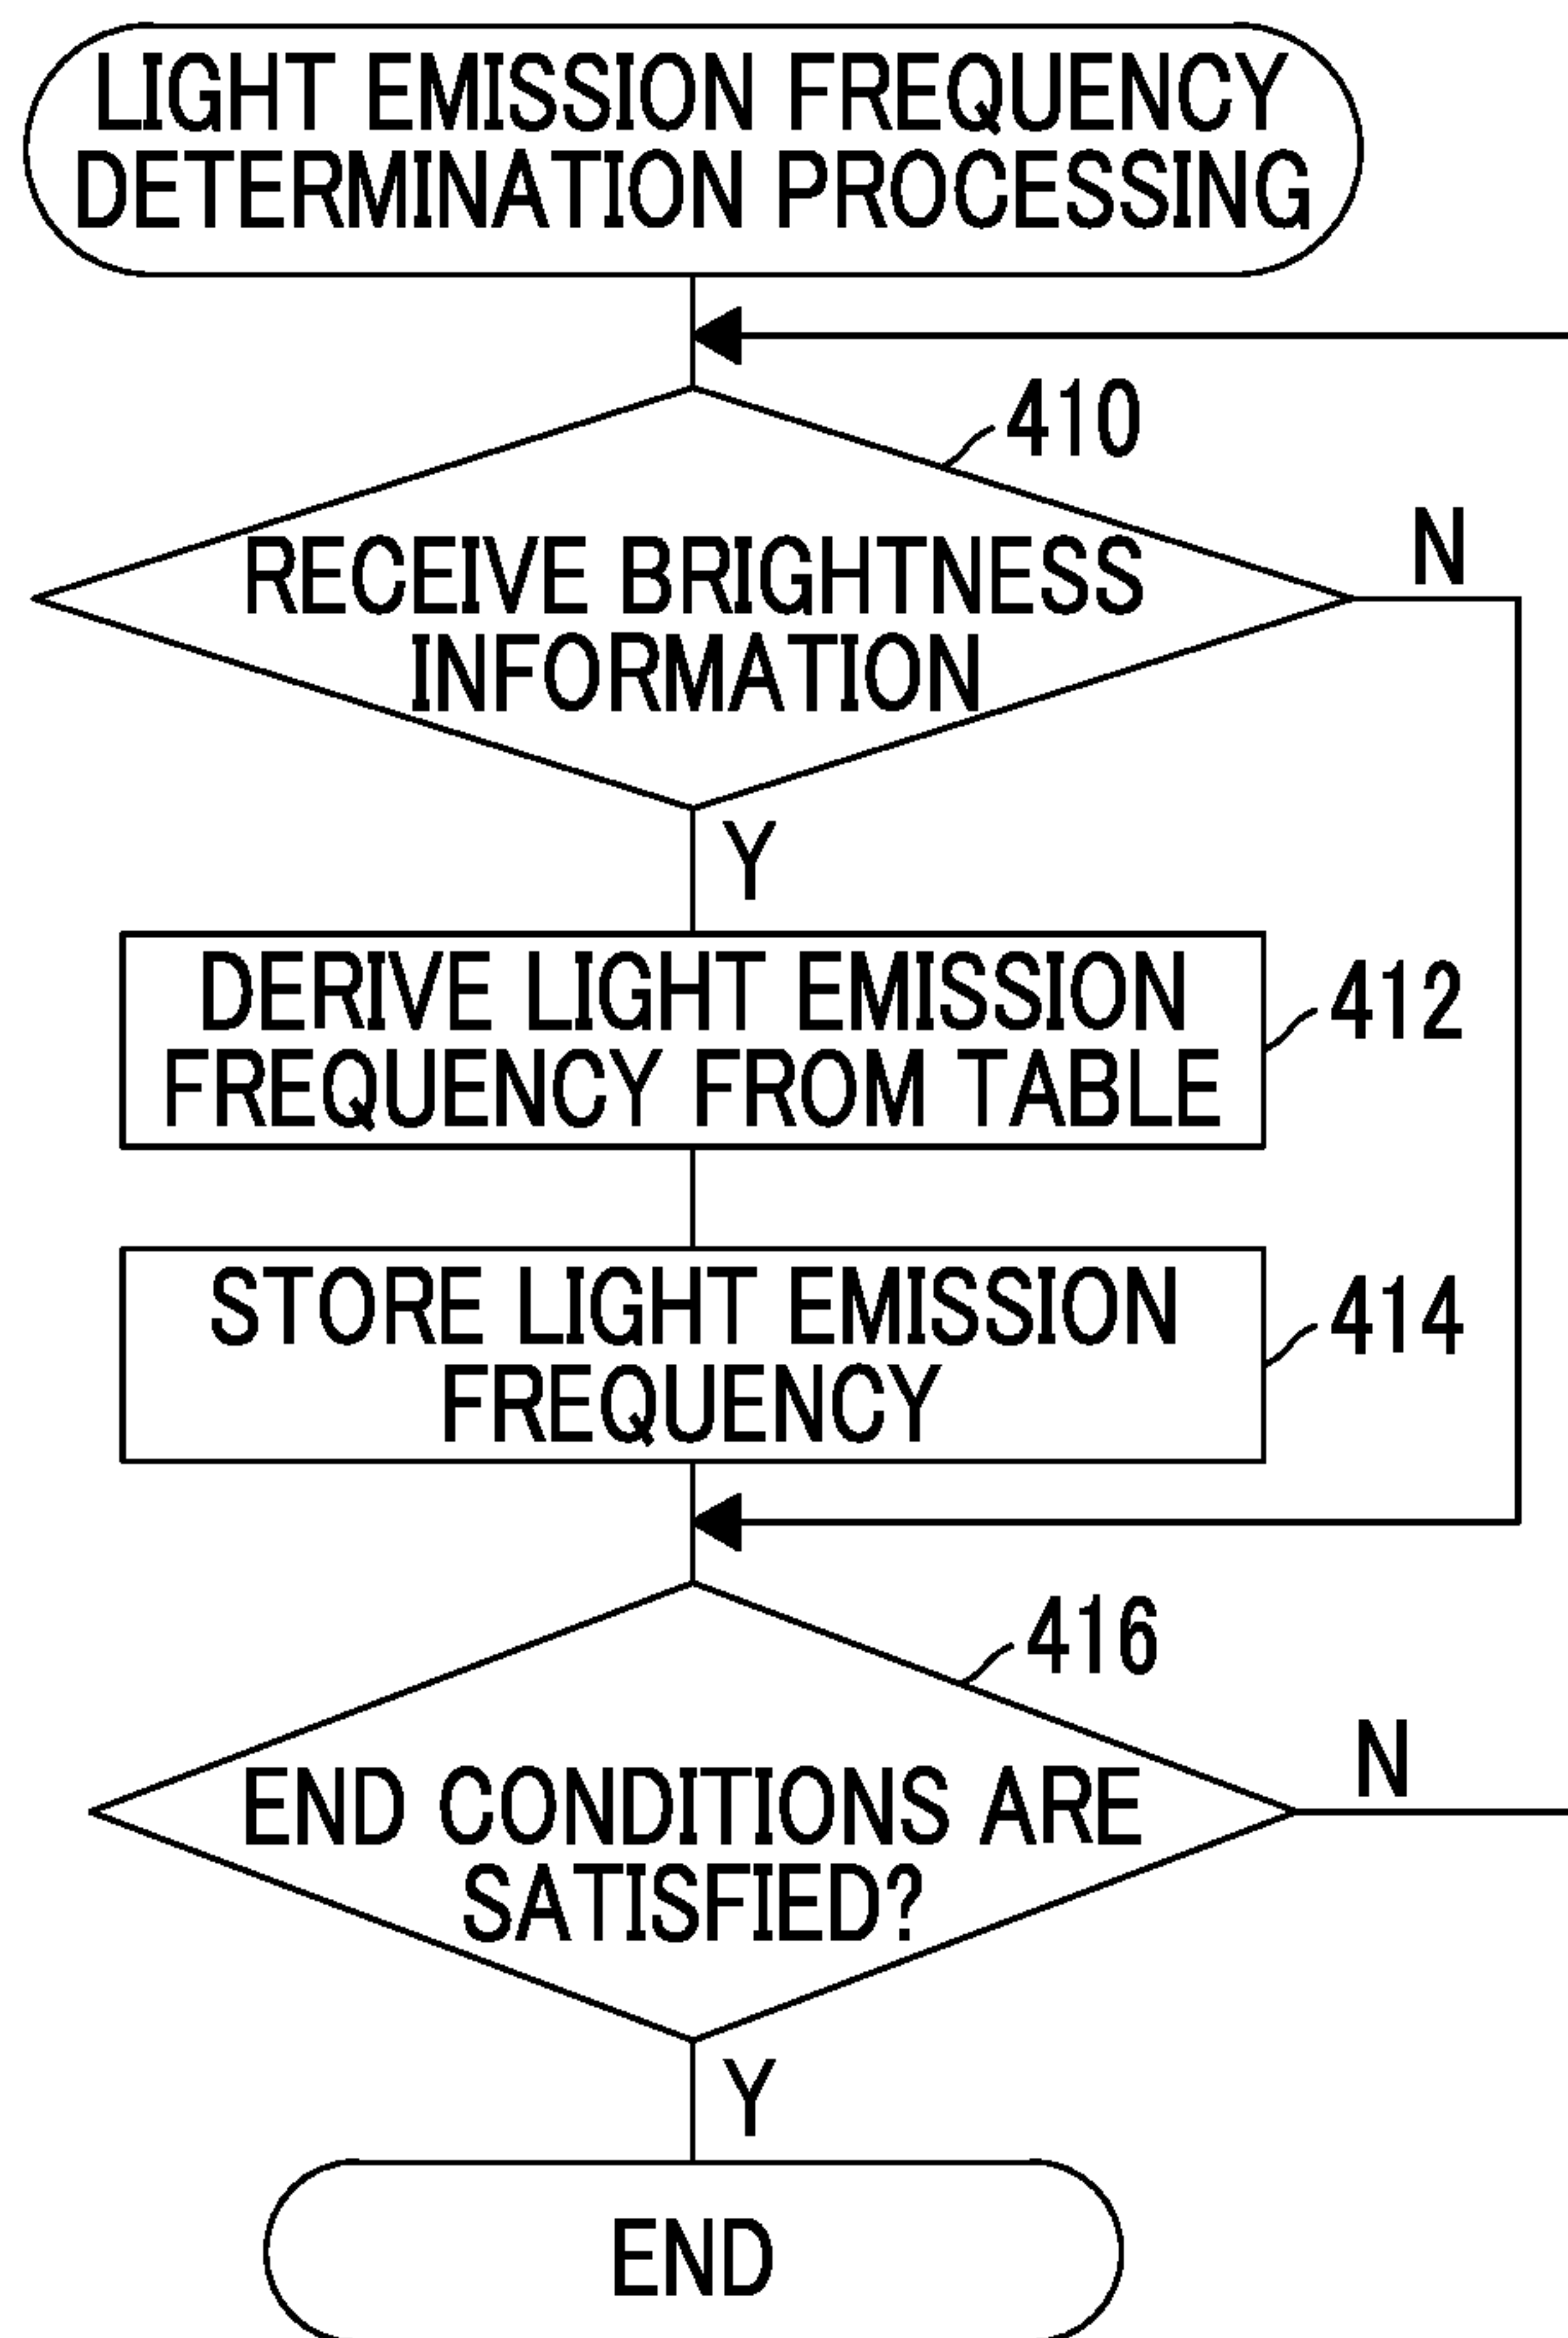 LIGHT EMISSION FREQUENCY
DETERMINATION PROCESSING
410
RECEIVE BRIGHTNESS
INFORMATION
N
Y
DERIVE LIGHT EMISSION
FREQUENCY FROM TABLE
412
STORE LIGHT EMISSION
FREQUENCY
414
416
END CONDITIONS ARE
SATISFIED?
N
Y
END